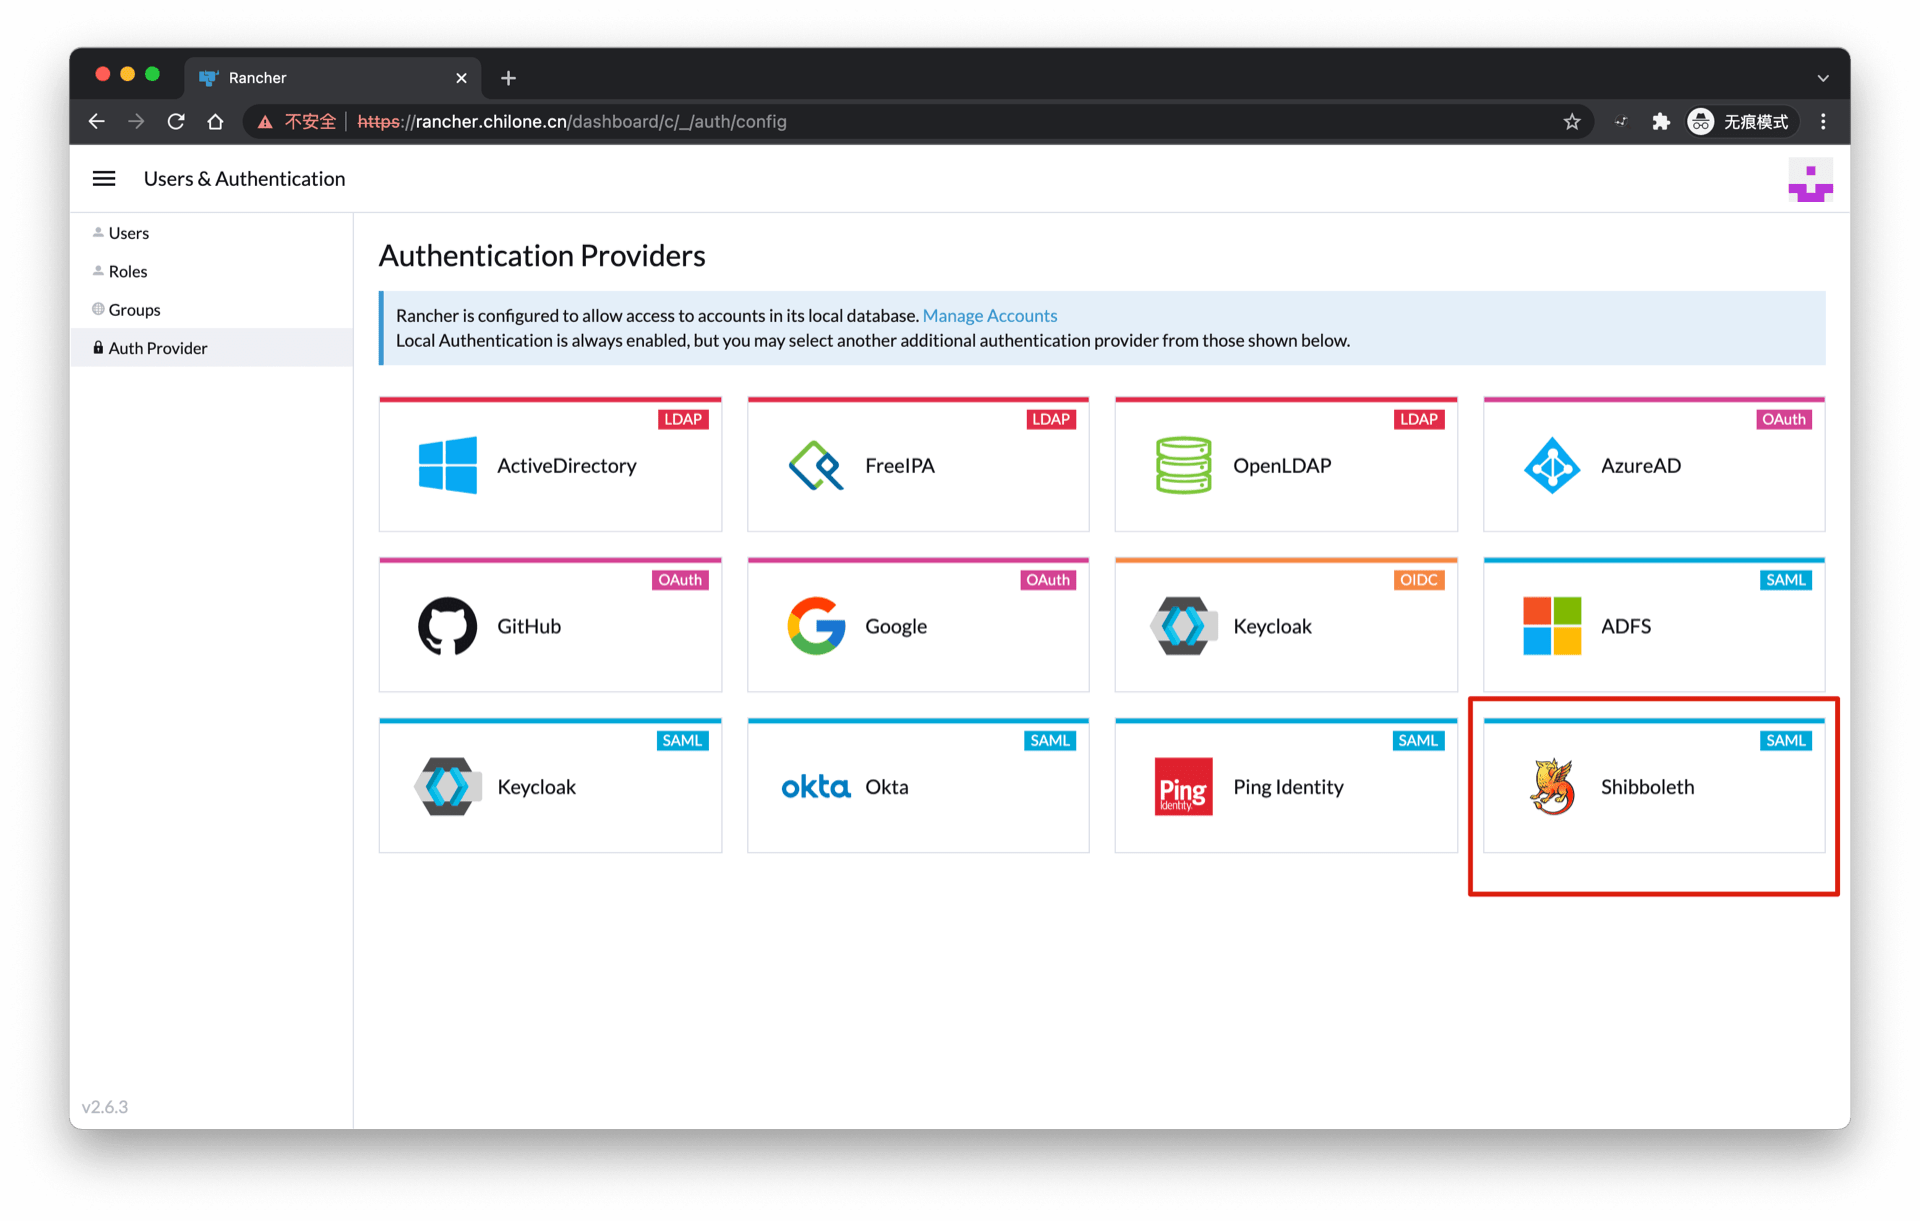 Rancher
不安全 https://rancher.chilone.cn/dashboard/c/_/auth/config 无痕模式
Users & Authentication
Users
Roles
Groups
Auth Provider
v2.6.3
Authentication Providers
Rancher is configured to allow access to accounts in its local database. Manage Accounts
Local Authentication is always enabled, but you may select another additional authentication provider from those shown below.
LDAP
ActiveDirectory
LDAP
FreeIPA
LDAP
OpenLDAP
OAuth
AzureAD
OAuth
GitHub
OAuth
Google
OIDC
Keycloak
SAML
ADFS
SAML
Keycloak
SAML
okta Okta
SAML
Ping
Identity.
Ping Identity
SAML
Shibboleth